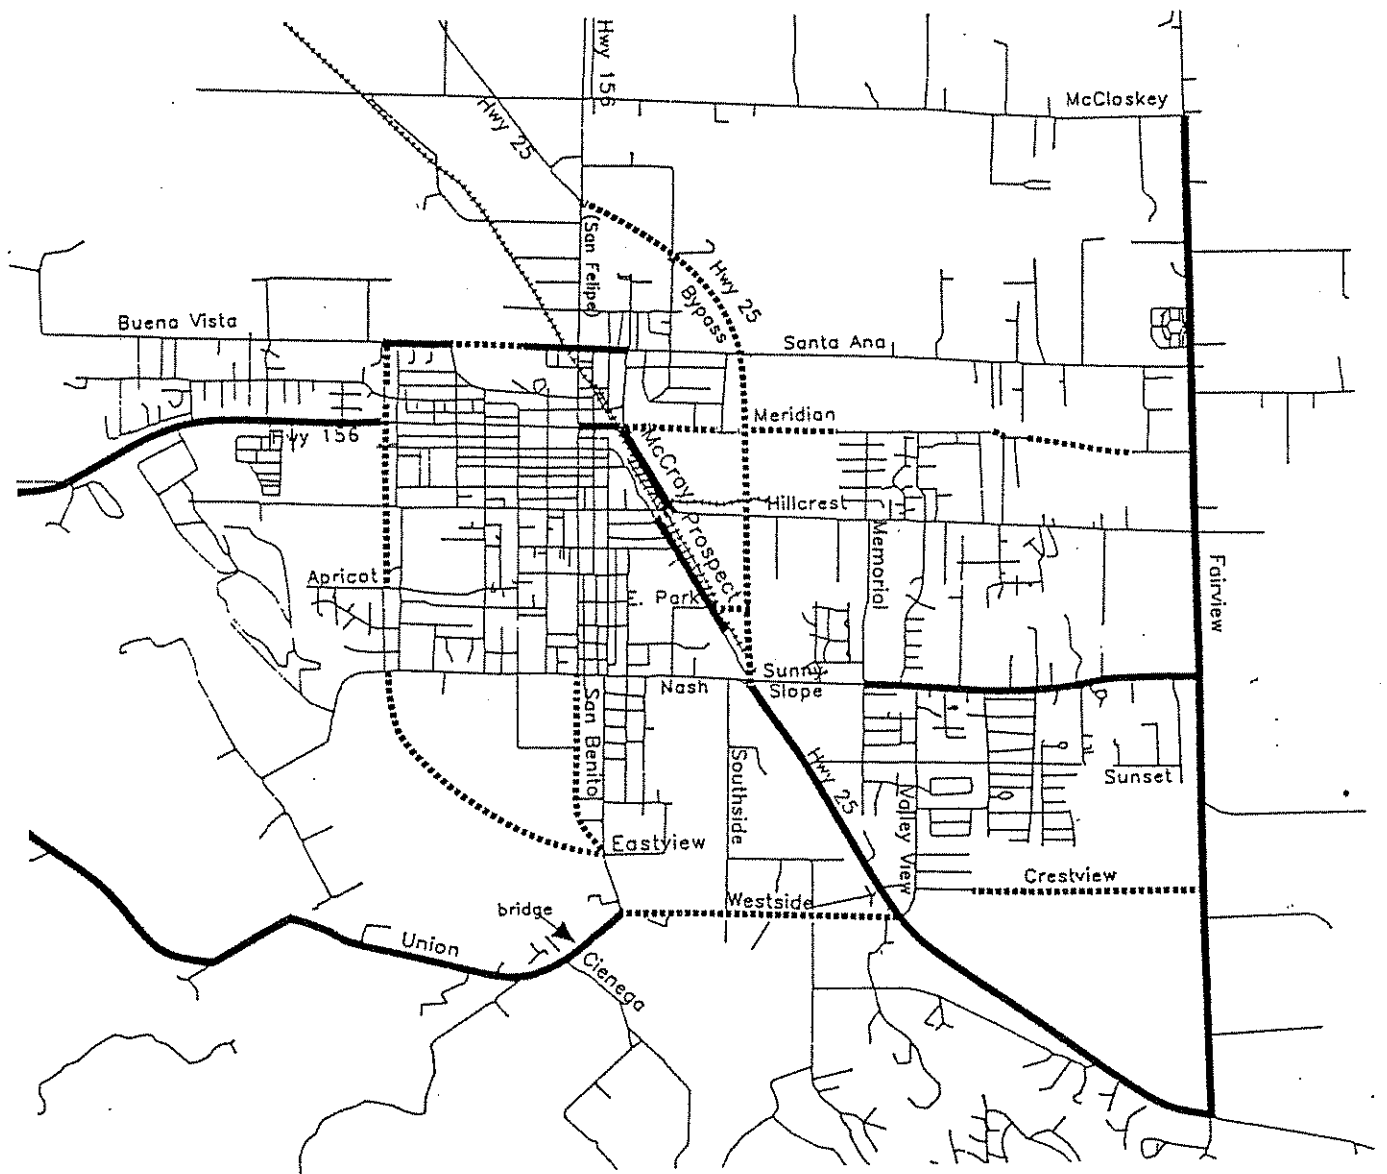 Hwy 156
McCloskey
Hwy 25
(San Felipe)
Hwy 25
Bypass
Buena Vista
Santa Ana
Meridian
Hwy 156
McCray
Hillcrest
Prospect
Memorial
Apricot
Park
Fairview
Sunny
Slope
Nash
San Benito
Southside
Hwy 25
Sunset
Valley View
Eastview
Crestview
Westside
bridge
Union
Cienega